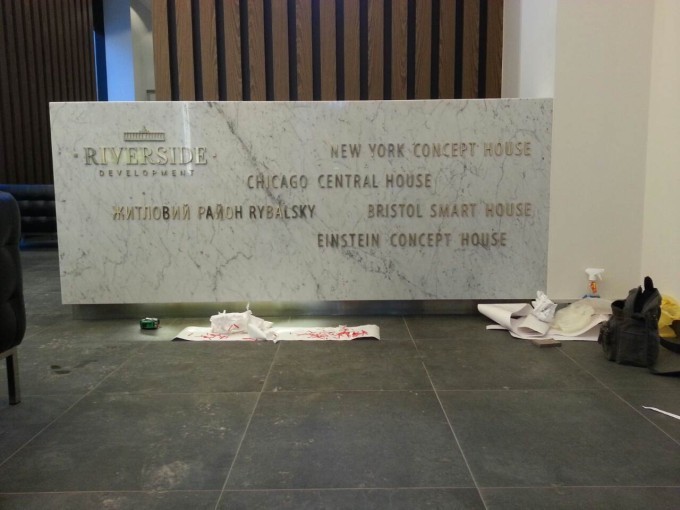 RIVERSIDE
DEVELOPMENT
NEW YORK CONCEPT HOUSE
CHICAGO CENTRAL HOUSE
ЖИТЛОВИЙ РАЙОН RYBALSKY
BRISTOL SMART HOUSE
EINSTEIN CONCEPT HOUSE